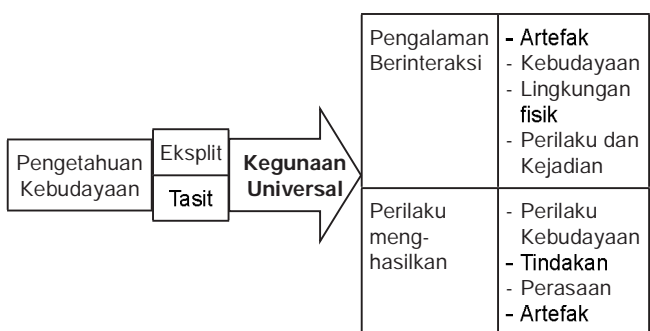 Pengetahuan
Kebudayaan
Eksplit
Tasit
Kegunaan
Universal
Pengalaman
Berinteraksi
- Artefak
- Kebudayaan
- Lingkungan
fisik
- Perilaku dan
Kejadian
Perilaku
meng-
hasilkan
- Perilaku
Kebudayaan
- Tindakan
- Perasaan
- Artefak